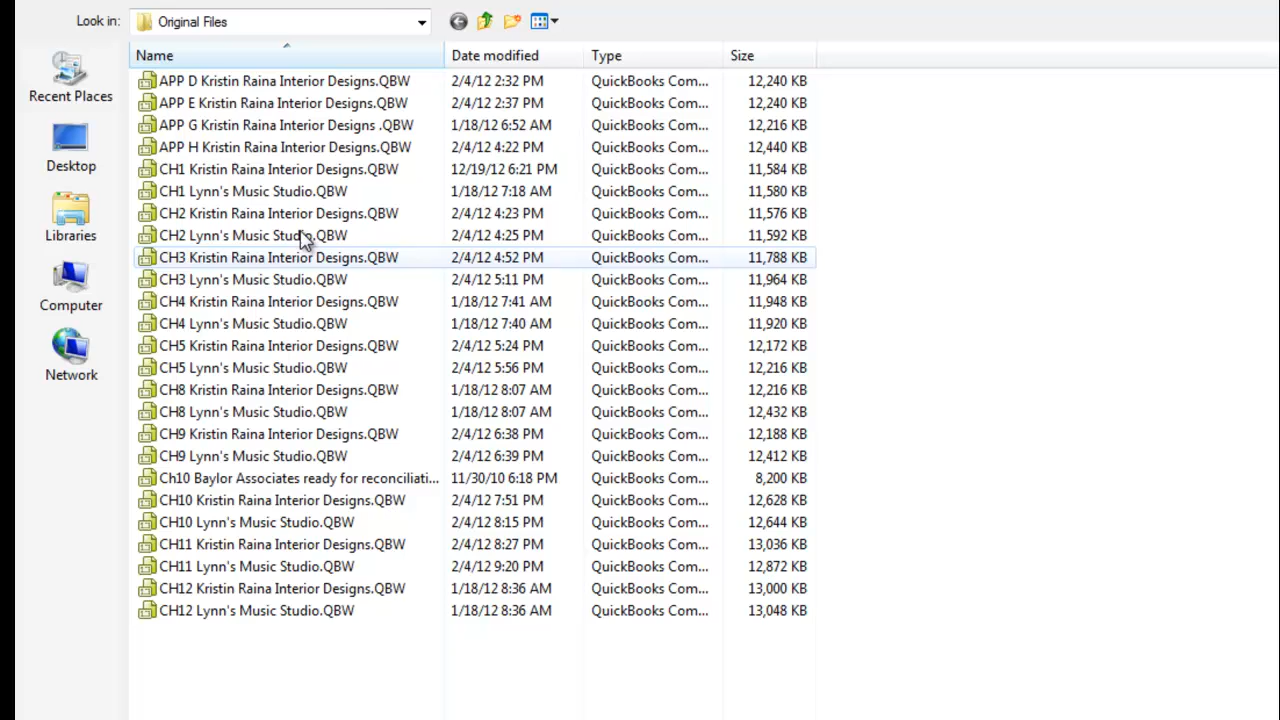 Look in: Original Files
Name Date modified Type Size
Recent Places
Desktop
Libraries
Computer
Network
APP D Kristin Raina Interior Designs.QBW 2/4/12 2:32 PM QuickBooks Com... 12,240 KB
APP E Kristin Raina Interior Designs.QBW 2/4/12 2:37 PM QuickBooks Com... 12,240 KB
APP G Kristin Raina Interior Designs .QBW 1/18/12 6:52 AM QuickBooks Com... 12,216 KB
APP H Kristin Raina Interior Designs.QBW 2/4/12 4:22 PM QuickBooks Com... 12,440 KB
CH1 Kristin Raina Interior Designs.QBW 12/19/12 6:21 PM QuickBooks Com... 11,584 KB
CH1 Lynn's Music Studio.QBW 1/18/12 7:18 AM QuickBooks Com... 11,580 KB
CH2 Kristin Raina Interior Designs.QBW 2/4/12 4:23 PM QuickBooks Com... 11,576 KB
CH2 Lynn's Music Studio.QBW 2/4/12 4:25 PM QuickBooks Com... 11,592 KB
CH3 Kristin Raina Interior Designs.QBW 2/4/12 4:52 PM QuickBooks Com... 11,788 KB
CH3 Lynn's Music Studio.QBW 2/4/12 5:11 PM QuickBooks Com... 11,964 KB
CH4 Kristin Raina Interior Designs.QBW 1/18/12 7:41 AM QuickBooks Com... 11,948 KB
CH4 Lynn's Music Studio.QBW 1/18/12 7:40 AM QuickBooks Com... 11,920 KB
CH5 Kristin Raina Interior Designs.QBW 2/4/12 5:24 PM QuickBooks Com... 12,172 KB
CH5 Lynn's Music Studio.QBW 2/4/12 5:56 PM QuickBooks Com... 12,216 KB
CH8 Kristin Raina Interior Designs.QBW 1/18/12 8:07 AM QuickBooks Com... 12,216 KB
CH8 Lynn's Music Studio.QBW 1/18/12 8:07 AM QuickBooks Com... 12,432 KB
CH9 Kristin Raina Interior Designs.QBW 2/4/12 6:38 PM QuickBooks Com... 12,188 KB
CH9 Lynn's Music Studio.QBW 2/4/12 6:39 PM QuickBooks Com... 12,412 KB
Ch10 Baylor Associates ready for reconciliati... 11/30/10 6:18 PM QuickBooks Com... 8,200 KB
CH10 Kristin Raina Interior Designs.QBW 2/4/12 7:51 PM QuickBooks Com... 12,628 KB
CH10 Lynn's Music Studio.QBW 2/4/12 8:15 PM QuickBooks Com... 12,644 KB
CH11 Kristin Raina Interior Designs.QBW 2/4/12 8:27 PM QuickBooks Com... 13,036 KB
CH11 Lynn's Music Studio.QBW 2/4/12 9:20 PM QuickBooks Com... 12,872 KB
CH12 Kristin Raina Interior Designs.QBW 1/18/12 8:36 AM QuickBooks Com... 13,000 KB
CH12 Lynn's Music Studio.QBW 1/18/12 8:36 AM QuickBooks Com... 13,048 KB